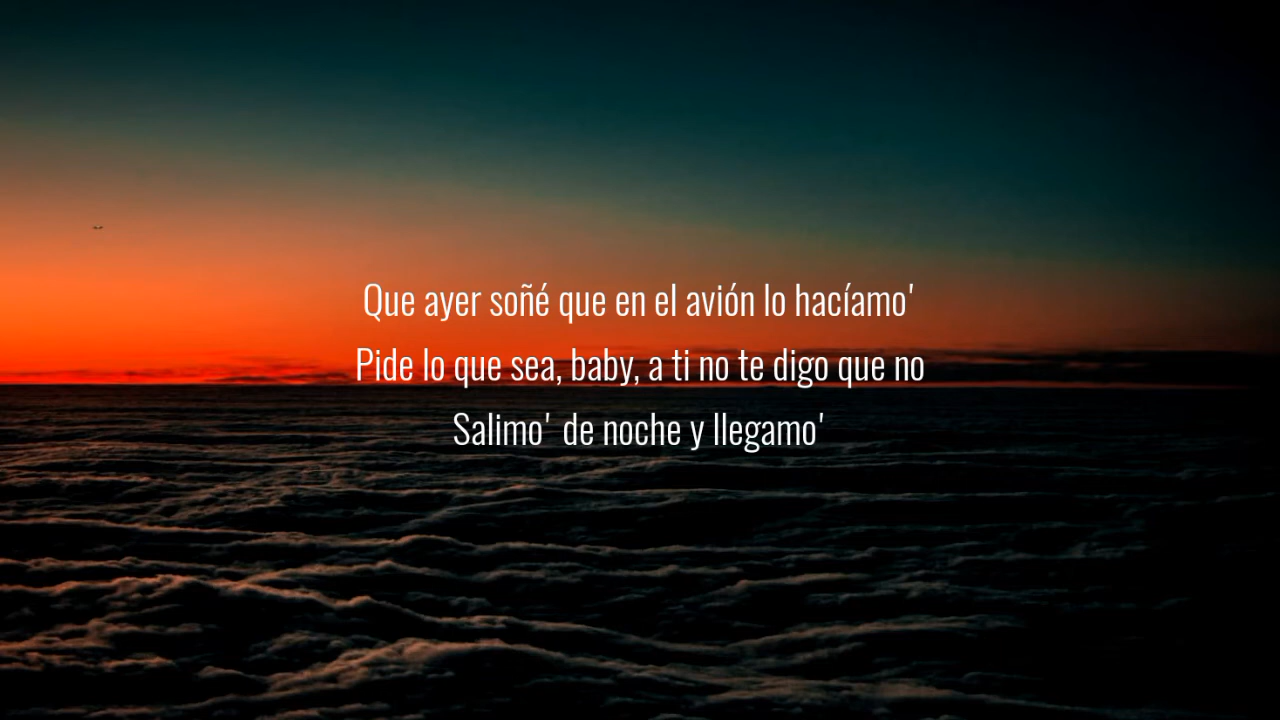 Que ayer soñé que en el avión lo hacíamo'
Pide lo que sea, baby, a ti no te digo que no
Salimo' de noche y llegamo'